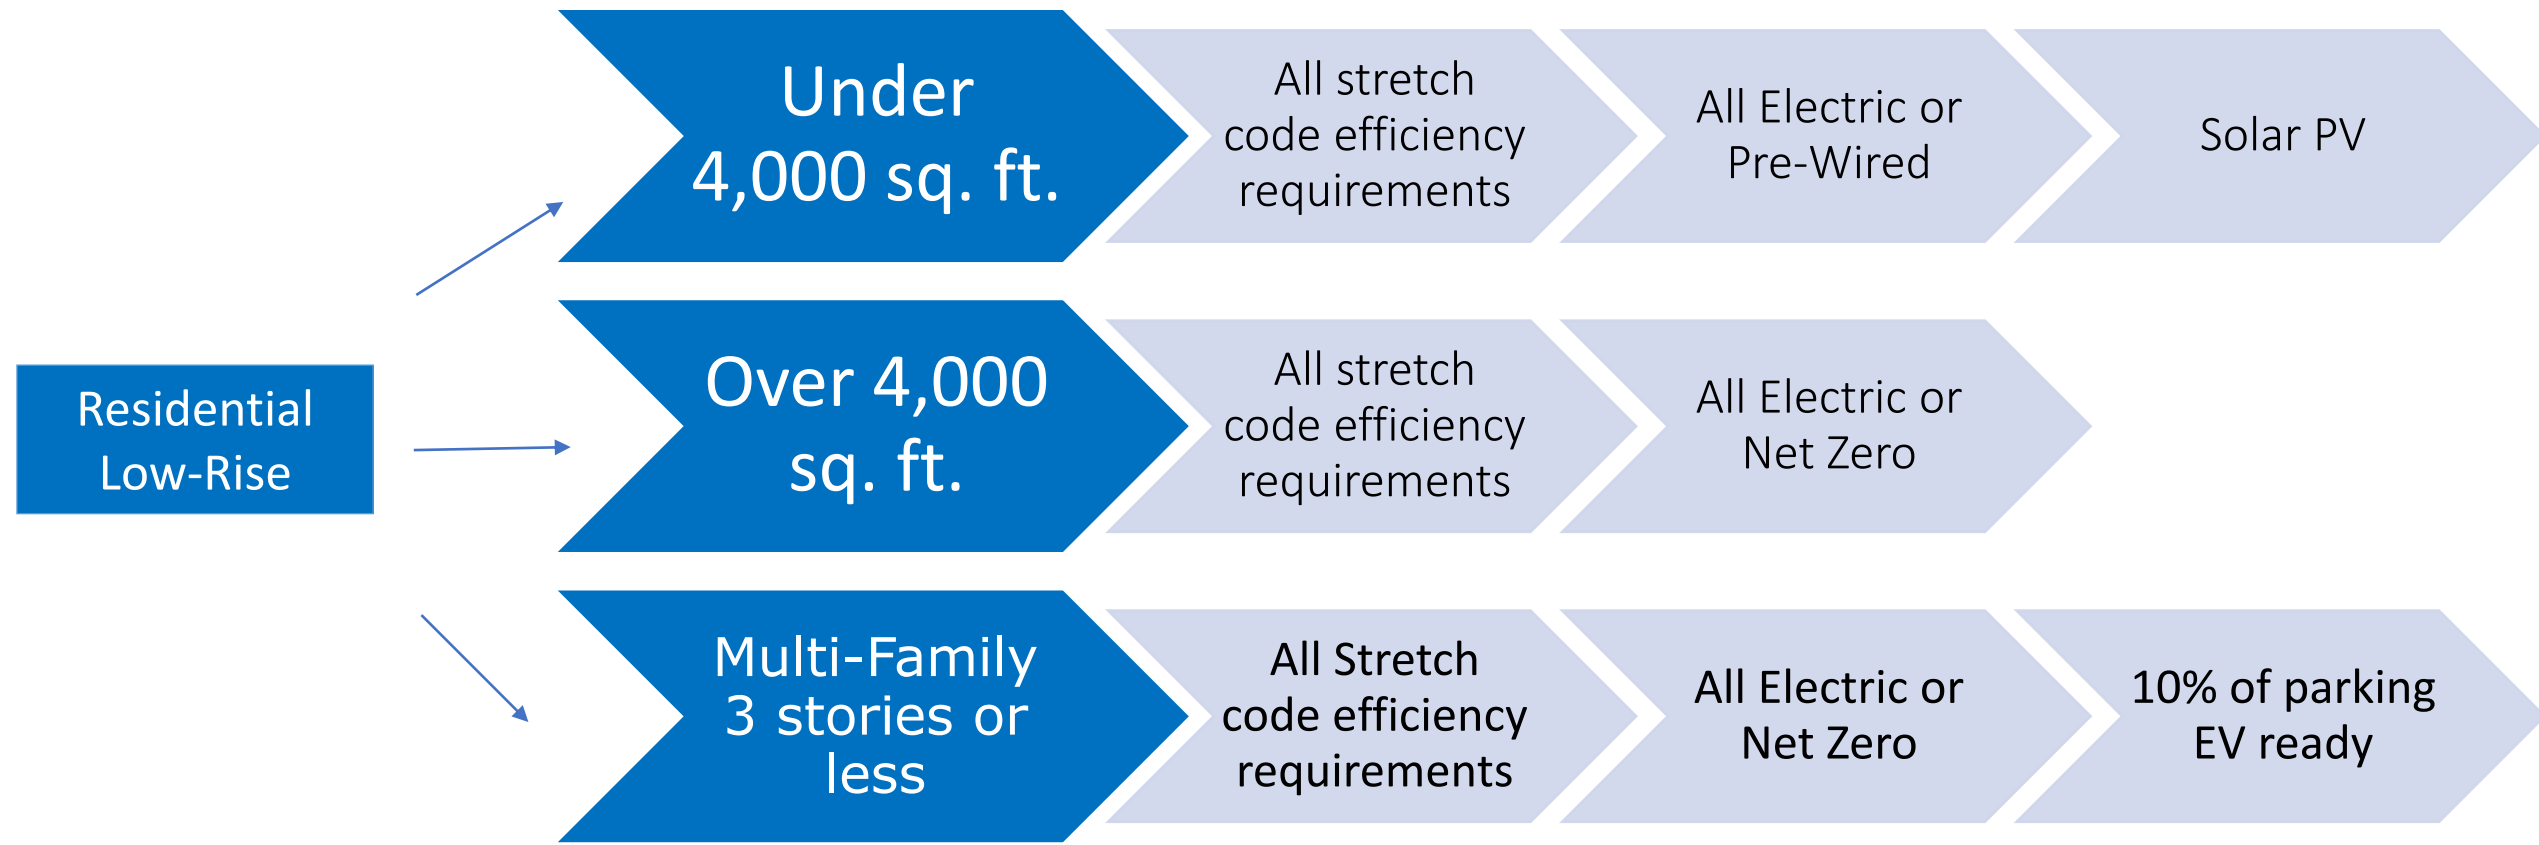 Under
4,000 sq. ft.
All stretch
code efficiency
requirements
All Electric or
Pre-Wired
Solar PV
Residential
Low-Rise
Over 4,000
sq. ft.
All stretch
code efficiency
requirements
All Electric or
Net Zero
Multi-Family
3 stories or
less
All Stretch
code efficiency
requirements
All Electric or
Net Zero
10% of parking
EV ready